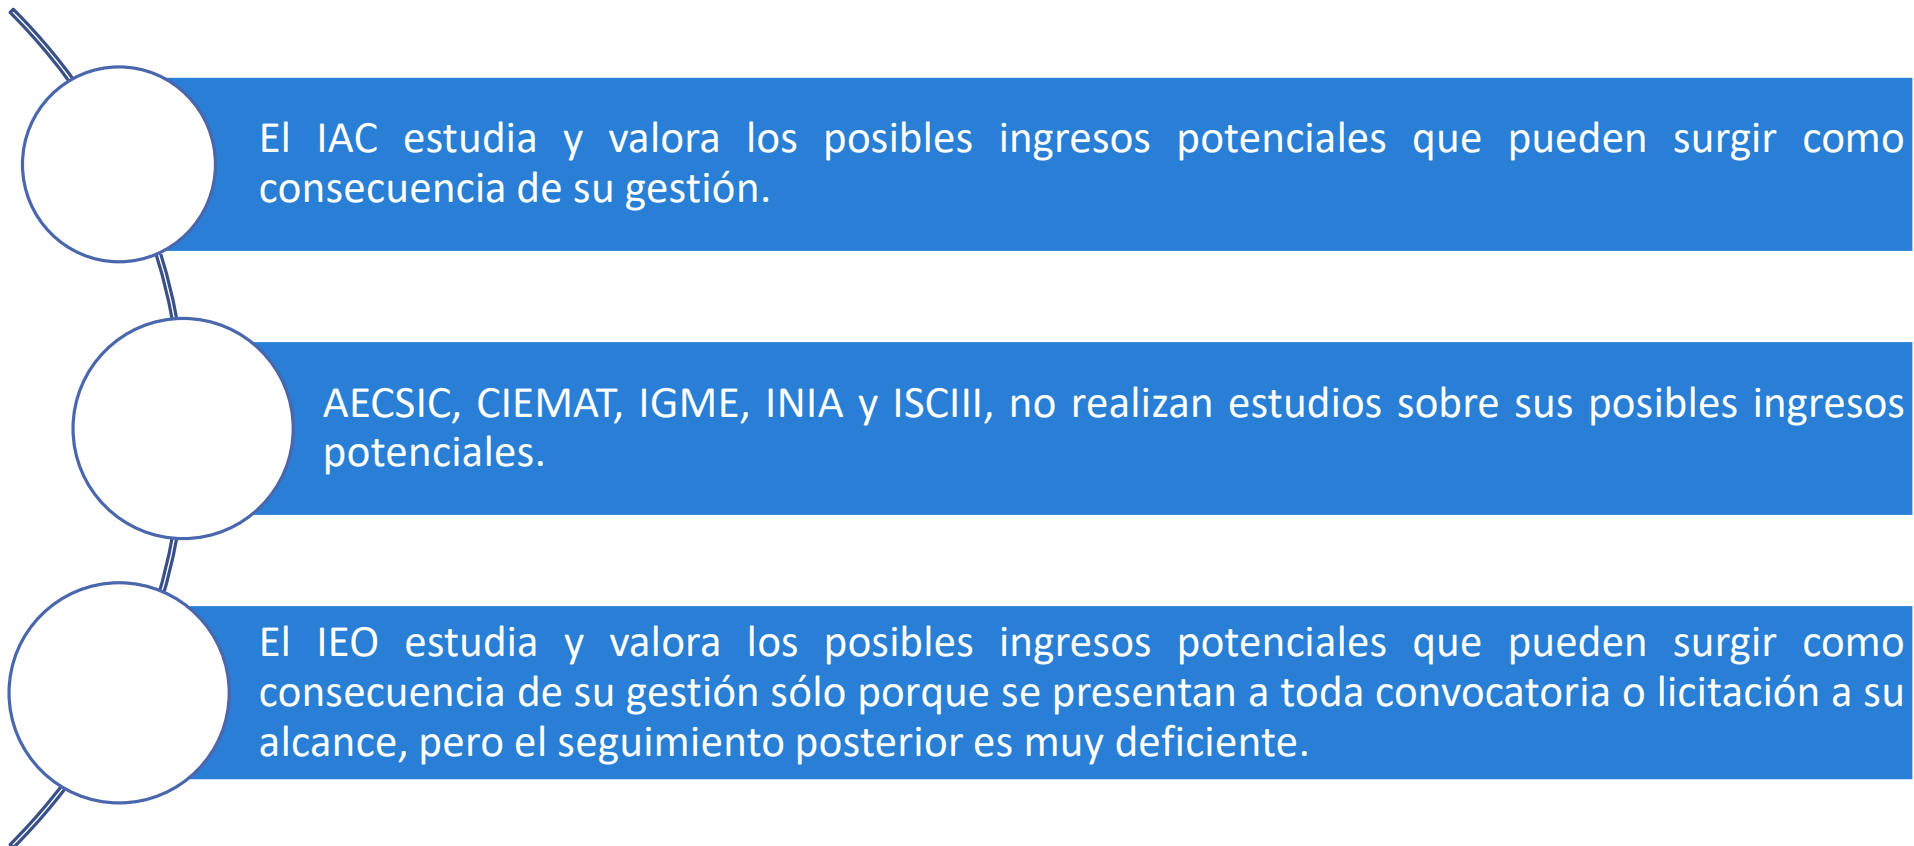 El IAC estudia y valora los posibles ingresos potenciales que pueden surgir como
consecuencia de su gestión.
AECSIC, CIEMAT, IGME, INIA y ISCIII, no realizan estudios sobre sus posibles ingresos
potenciales.
El IEO estudia y valora los posibles ingresos potenciales que pueden surgir como
consecuencia de su gestión sólo porque se presentan a toda convocatoria o licitación a su
alcance, pero el seguimiento posterior es muy deficiente.